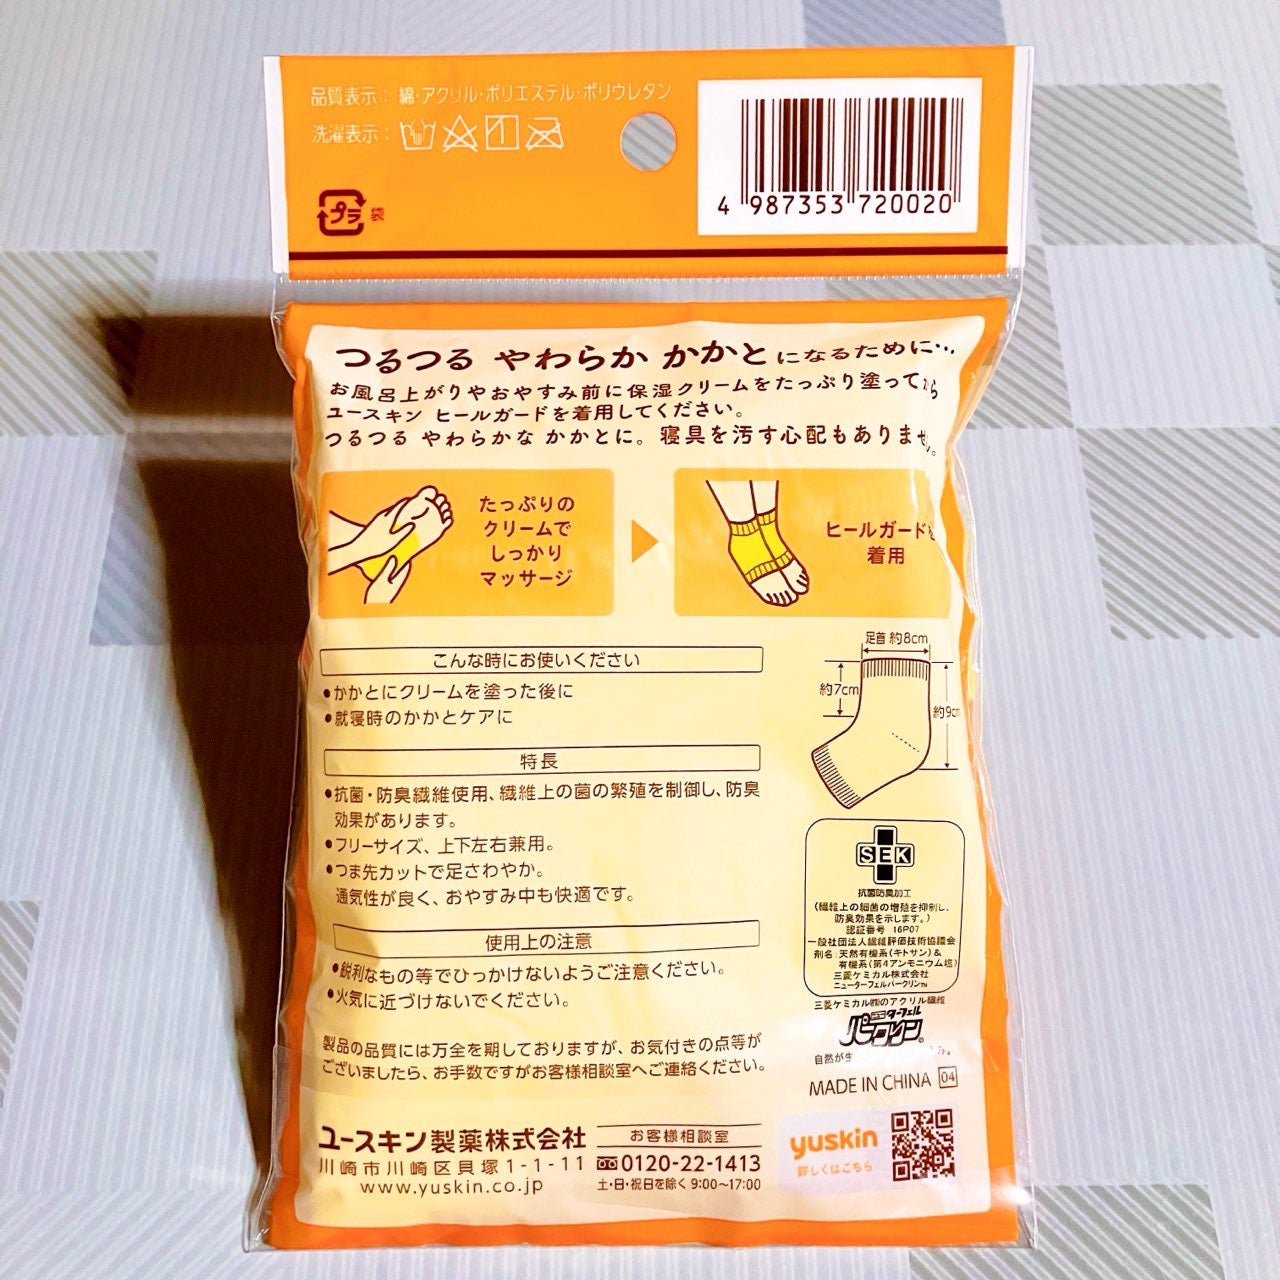 品質表示：綿・アクリル・ポリエステル・ポリウレタン
洗濯表示：
プラ 袋
4 987353 720020
つるつる やわらか かかと になるために…
お風呂上がりやおやすみ前に保湿クリームをたっぷり塗ってから
ユースキン ヒールガードを着用してください。
つるつる やわらかな かかとに。寝具を汚す心配もありません。
たっぷりの
クリームで
しっかり
マッサージ
ヒールガードを
着用
こんな時にお使いください
●かかとにクリームを塗った後に
●就寝時のかかとケアに
足首 約8cm
約7cm
約9cm
特長
●抗菌・防臭繊維使用、繊維上の菌の繁殖を制御し、防臭
効果があります。
●フリーサイズ、上下左右兼用。
●つま先カットで足さわやか。
通気性が良く、おやすみ中も快適です。
使用上の注意
●鋭利なもの等でひっかけないようご注意ください。
●火気に近づけないでください。
製品の品質には万全を期しておりますが、お気付きの点等が
ございましたら、お手数ですがお客様相談室へご連絡ください。
SEK
抗菌防臭加工
(繊維上の細菌の増殖を抑制し、
防臭効果を示します。)
認証番号 16P07
一般社団法人繊維評価技術協議会
剤名：天然有機系(キトサン)&
有機系(第4アンモニウム塩)
三菱ケミカル株式会社
ニューターフェルパークリン™
三菱ケミカル㈱のアクリル繊維
ターフェル
パークリン®
自然が生
MADE IN CHINA 04
ユースキン製薬株式会社
川崎市川崎区貝塚1-1-11
www.yuskin.co.jp
お客様相談室
0120-22-1413
土・日・祝日を除く 9:00〜17:00
yuskin
詳しくはこちら